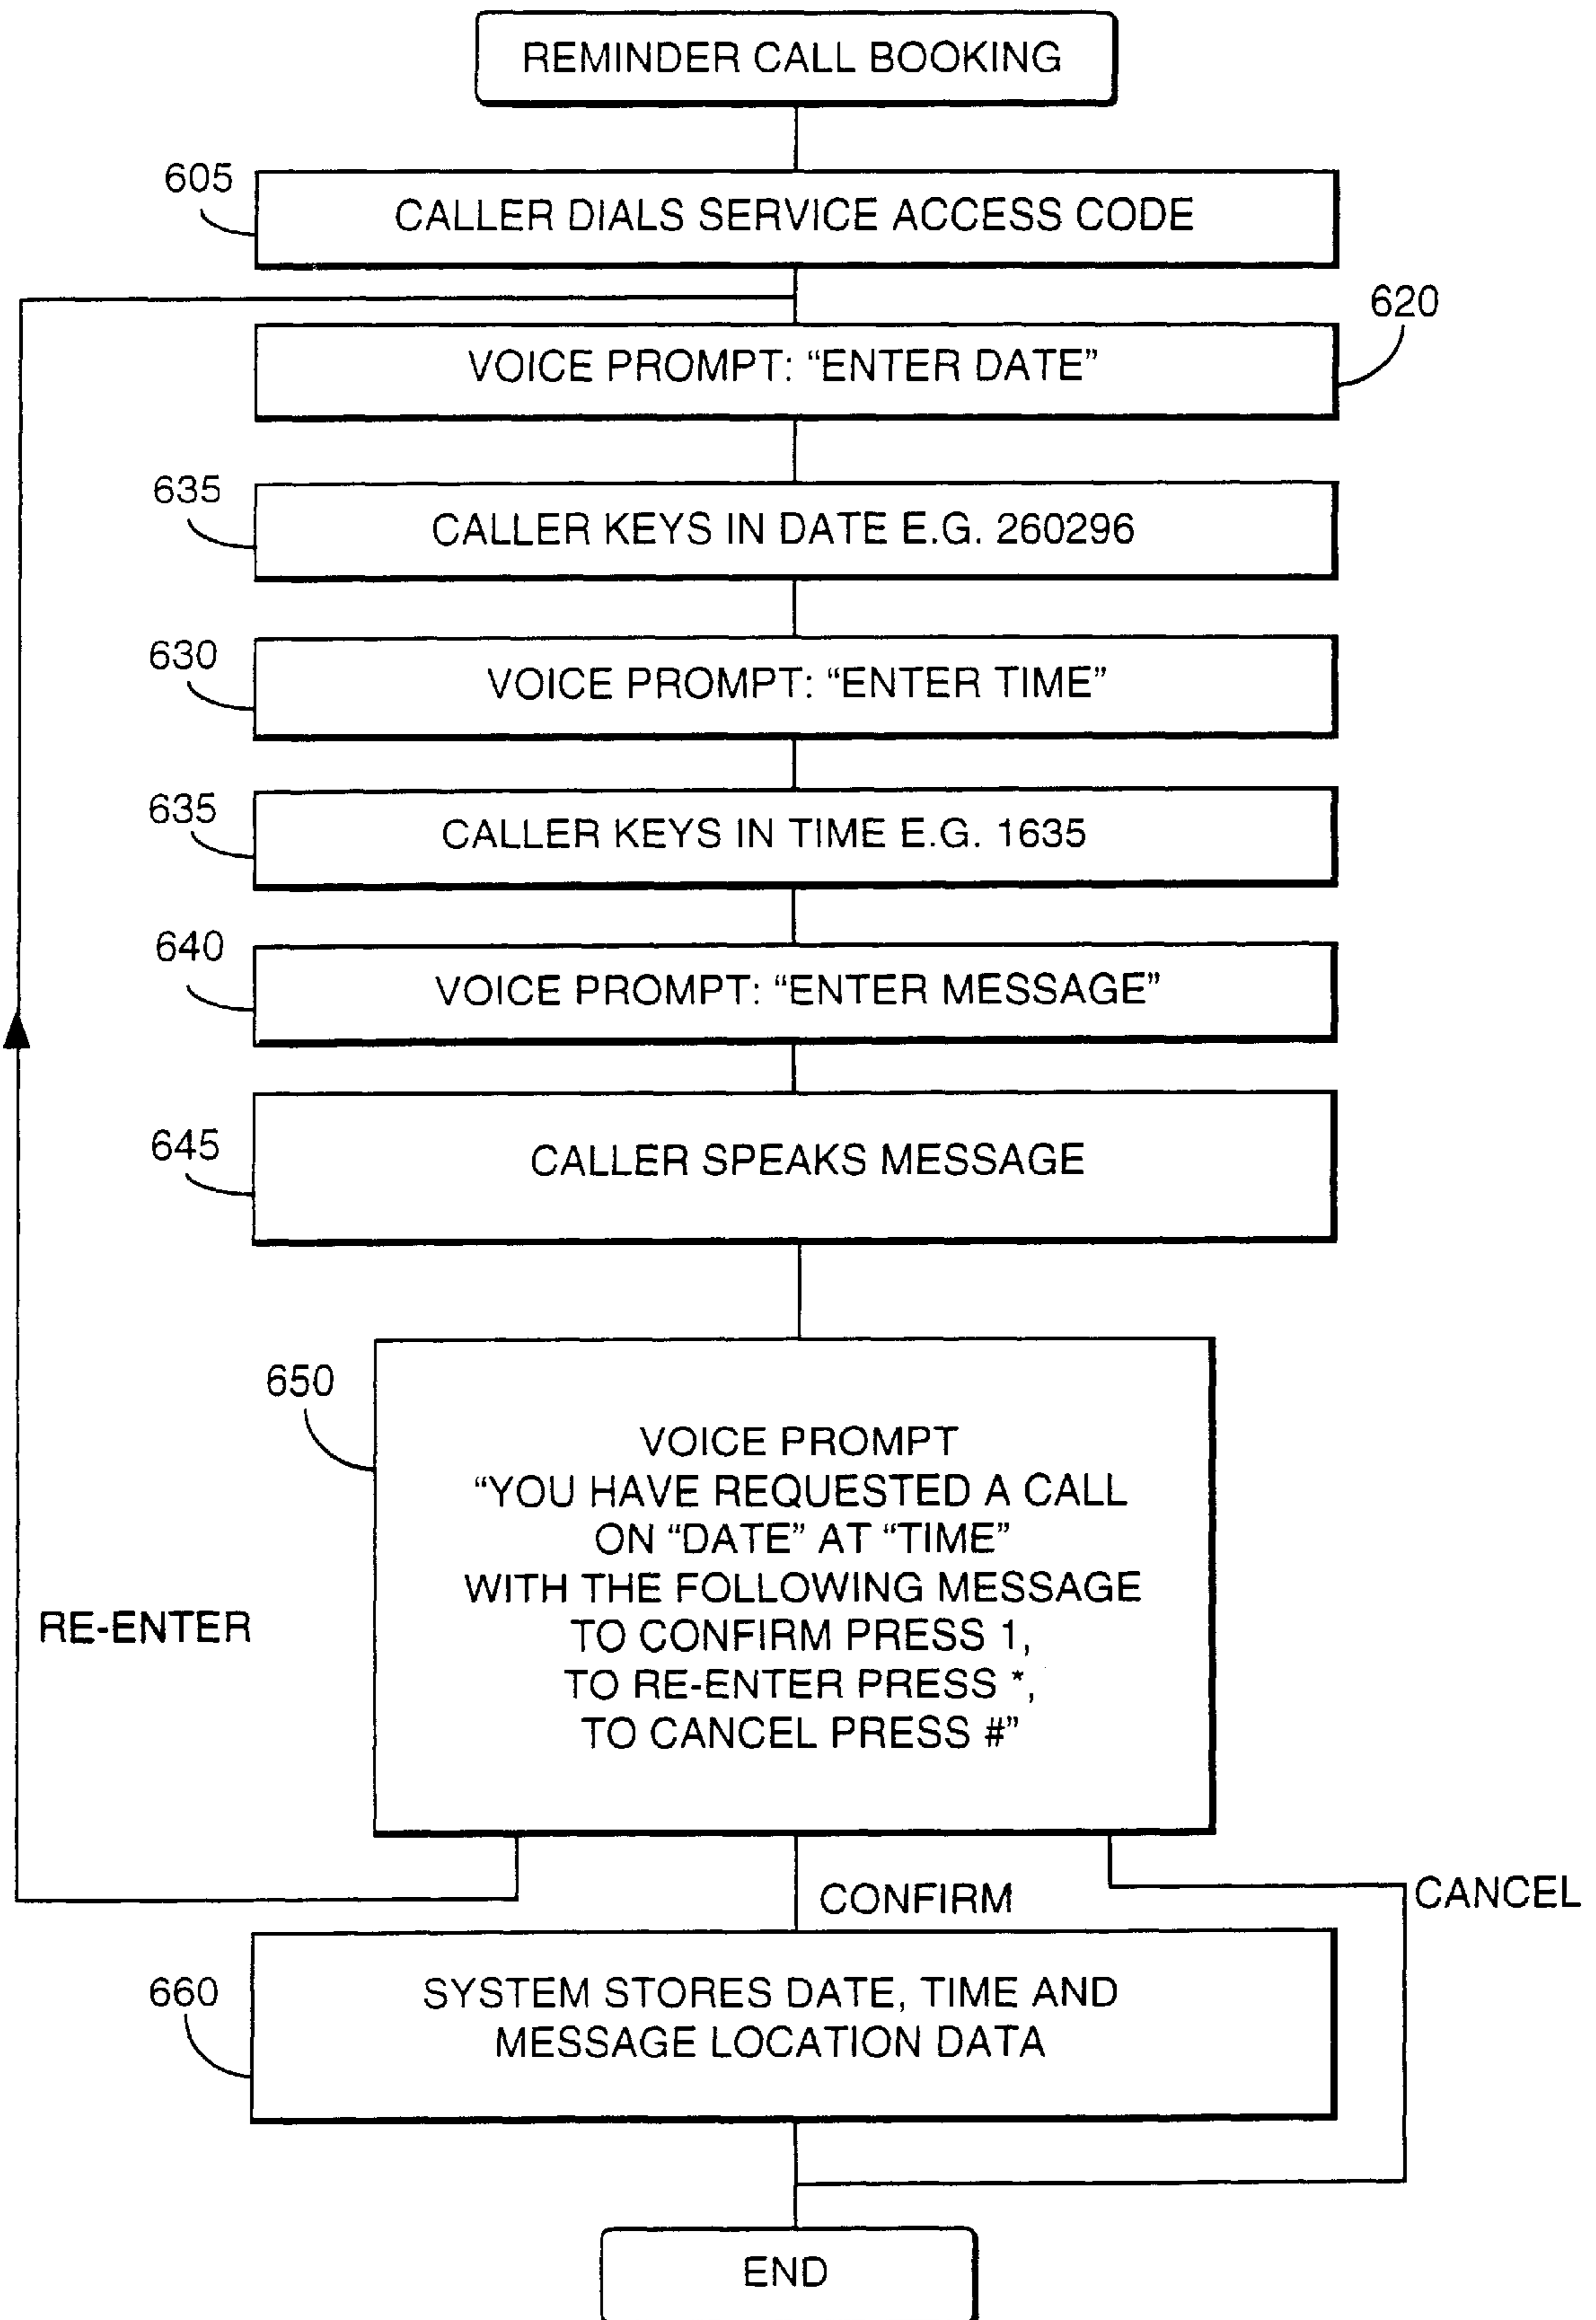 REMINDER CALL BOOKING
605
CALLER DIALS SERVICE ACCESS CODE
620
VOICE PROMPT: “ENTER DATE”
635
CALLER KEYS IN DATE E.G. 260296
630
VOICE PROMPT: “ENTER TIME”
635
CALLER KEYS IN TIME E.G. 1635
640
VOICE PROMPT: “ENTER MESSAGE”
645
CALLER SPEAKS MESSAGE
650
VOICE PROMPT
“YOU HAVE REQUESTED A CALL
ON “DATE” AT “TIME”
WITH THE FOLLOWING MESSAGE
TO CONFIRM PRESS 1,
TO RE-ENTER PRESS *,
TO CANCEL PRESS #”
RE-ENTER
CONFIRM
CANCEL
660
SYSTEM STORES DATE, TIME AND
MESSAGE LOCATION DATA
END